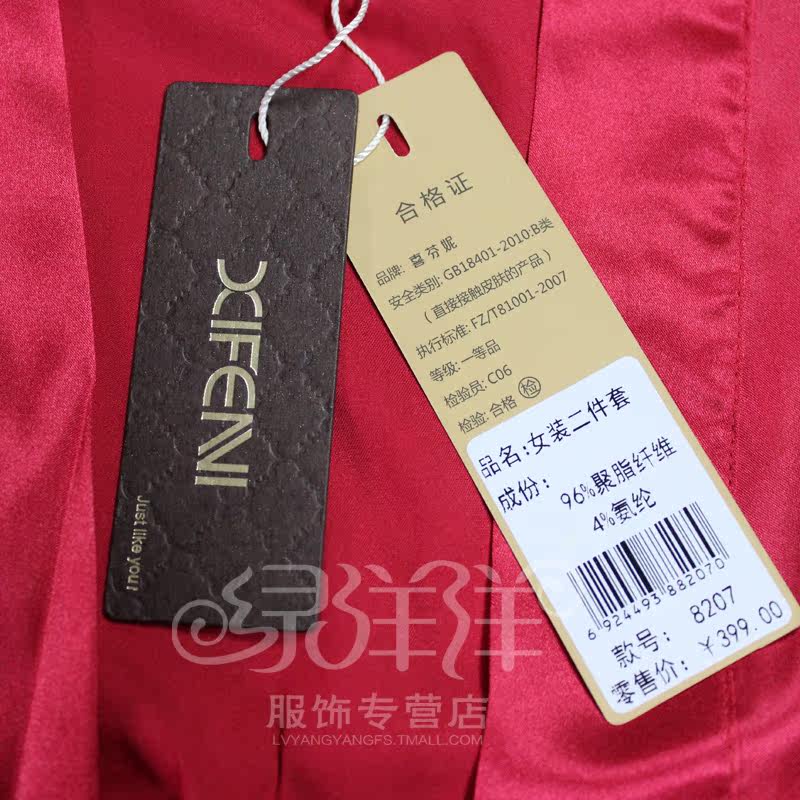 XIFENI
Just like you!
合格证
品牌: 喜芬妮
安全类别: GB18401-2010:B类
（直接接触皮肤的产品）
执行标准: FZ/T81001-2007
等级: 一等品
检验员: C06
检验: 合格 检
品名:女装二件套
成份: 96%聚脂纤维
4%氨纶
6 924493 882070
款号: 8207
零售价: ￥399.00
绿洋洋
服饰专营店
LVYANGYANGFS.TMALL.COM